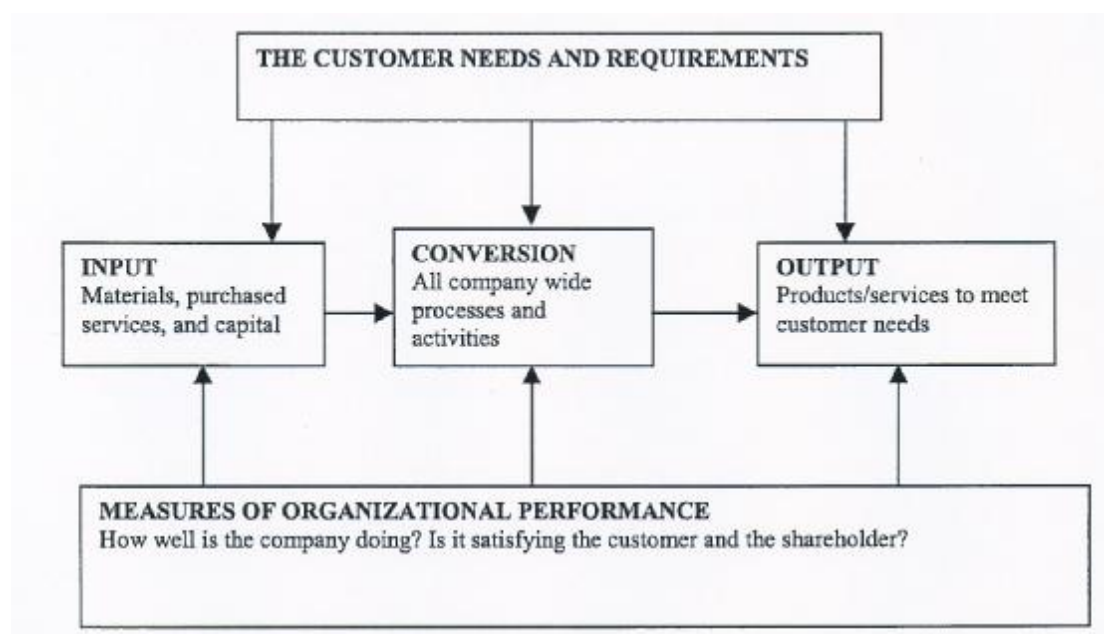 THE CUSTOMER NEEDS AND REQUIREMENTS
INPUT
Materials, purchased
services, and capital
CONVERSION
All company wide
processes and
activities
OUTPUT
Products/services to meet
customer needs
MEASURES OF ORGANIZATIONAL PERFORMANCE
How well is the company doing? Is it satisfying the customer and the shareholder?